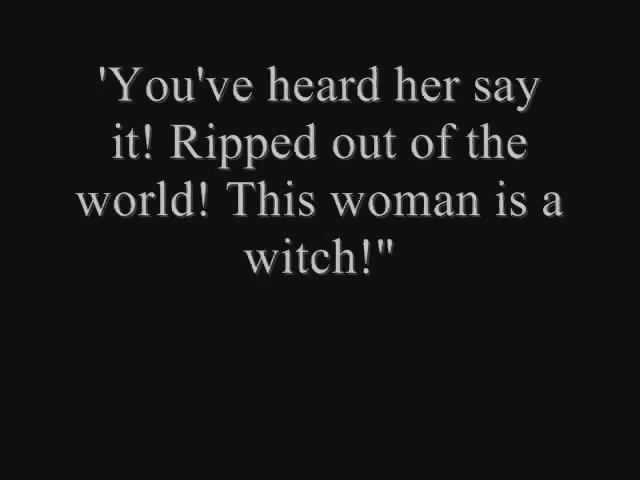 'You've heard her say
it! Ripped out of the
world! This woman is a
witch!"